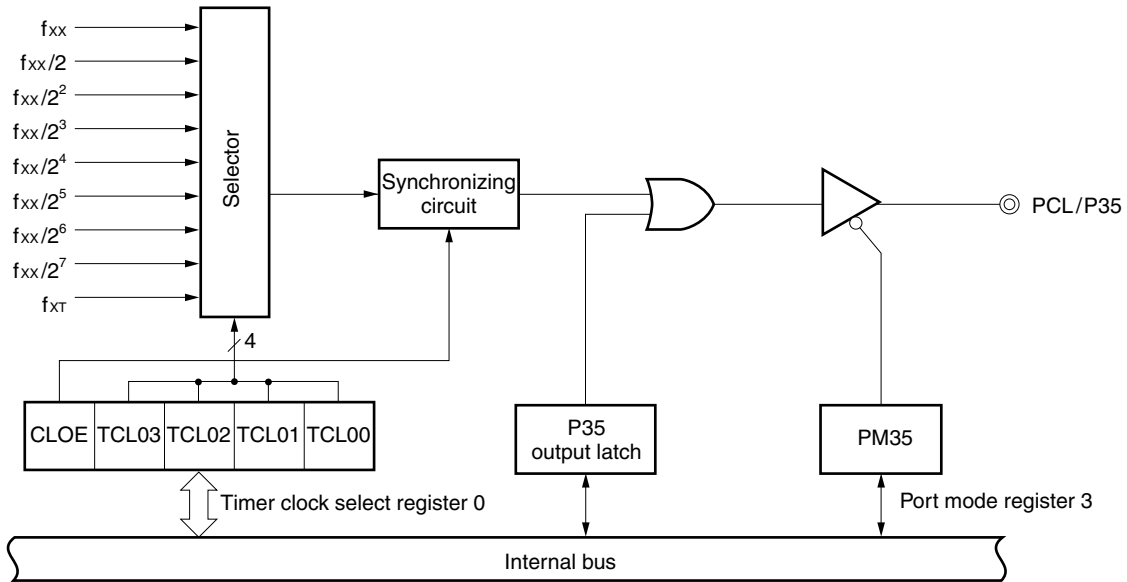 fXX
fXX/2
fXX/2²
fXX/2³
fXX/2⁴
fXX/2⁵
fXX/2⁶
fXX/2⁷
fXT
Selector
4
Synchronizing
circuit
PCL/P35
CLOE TCL03 TCL02 TCL01 TCL00
Timer clock select register 0
P35
output latch
PM35
Port mode register 3
Internal bus